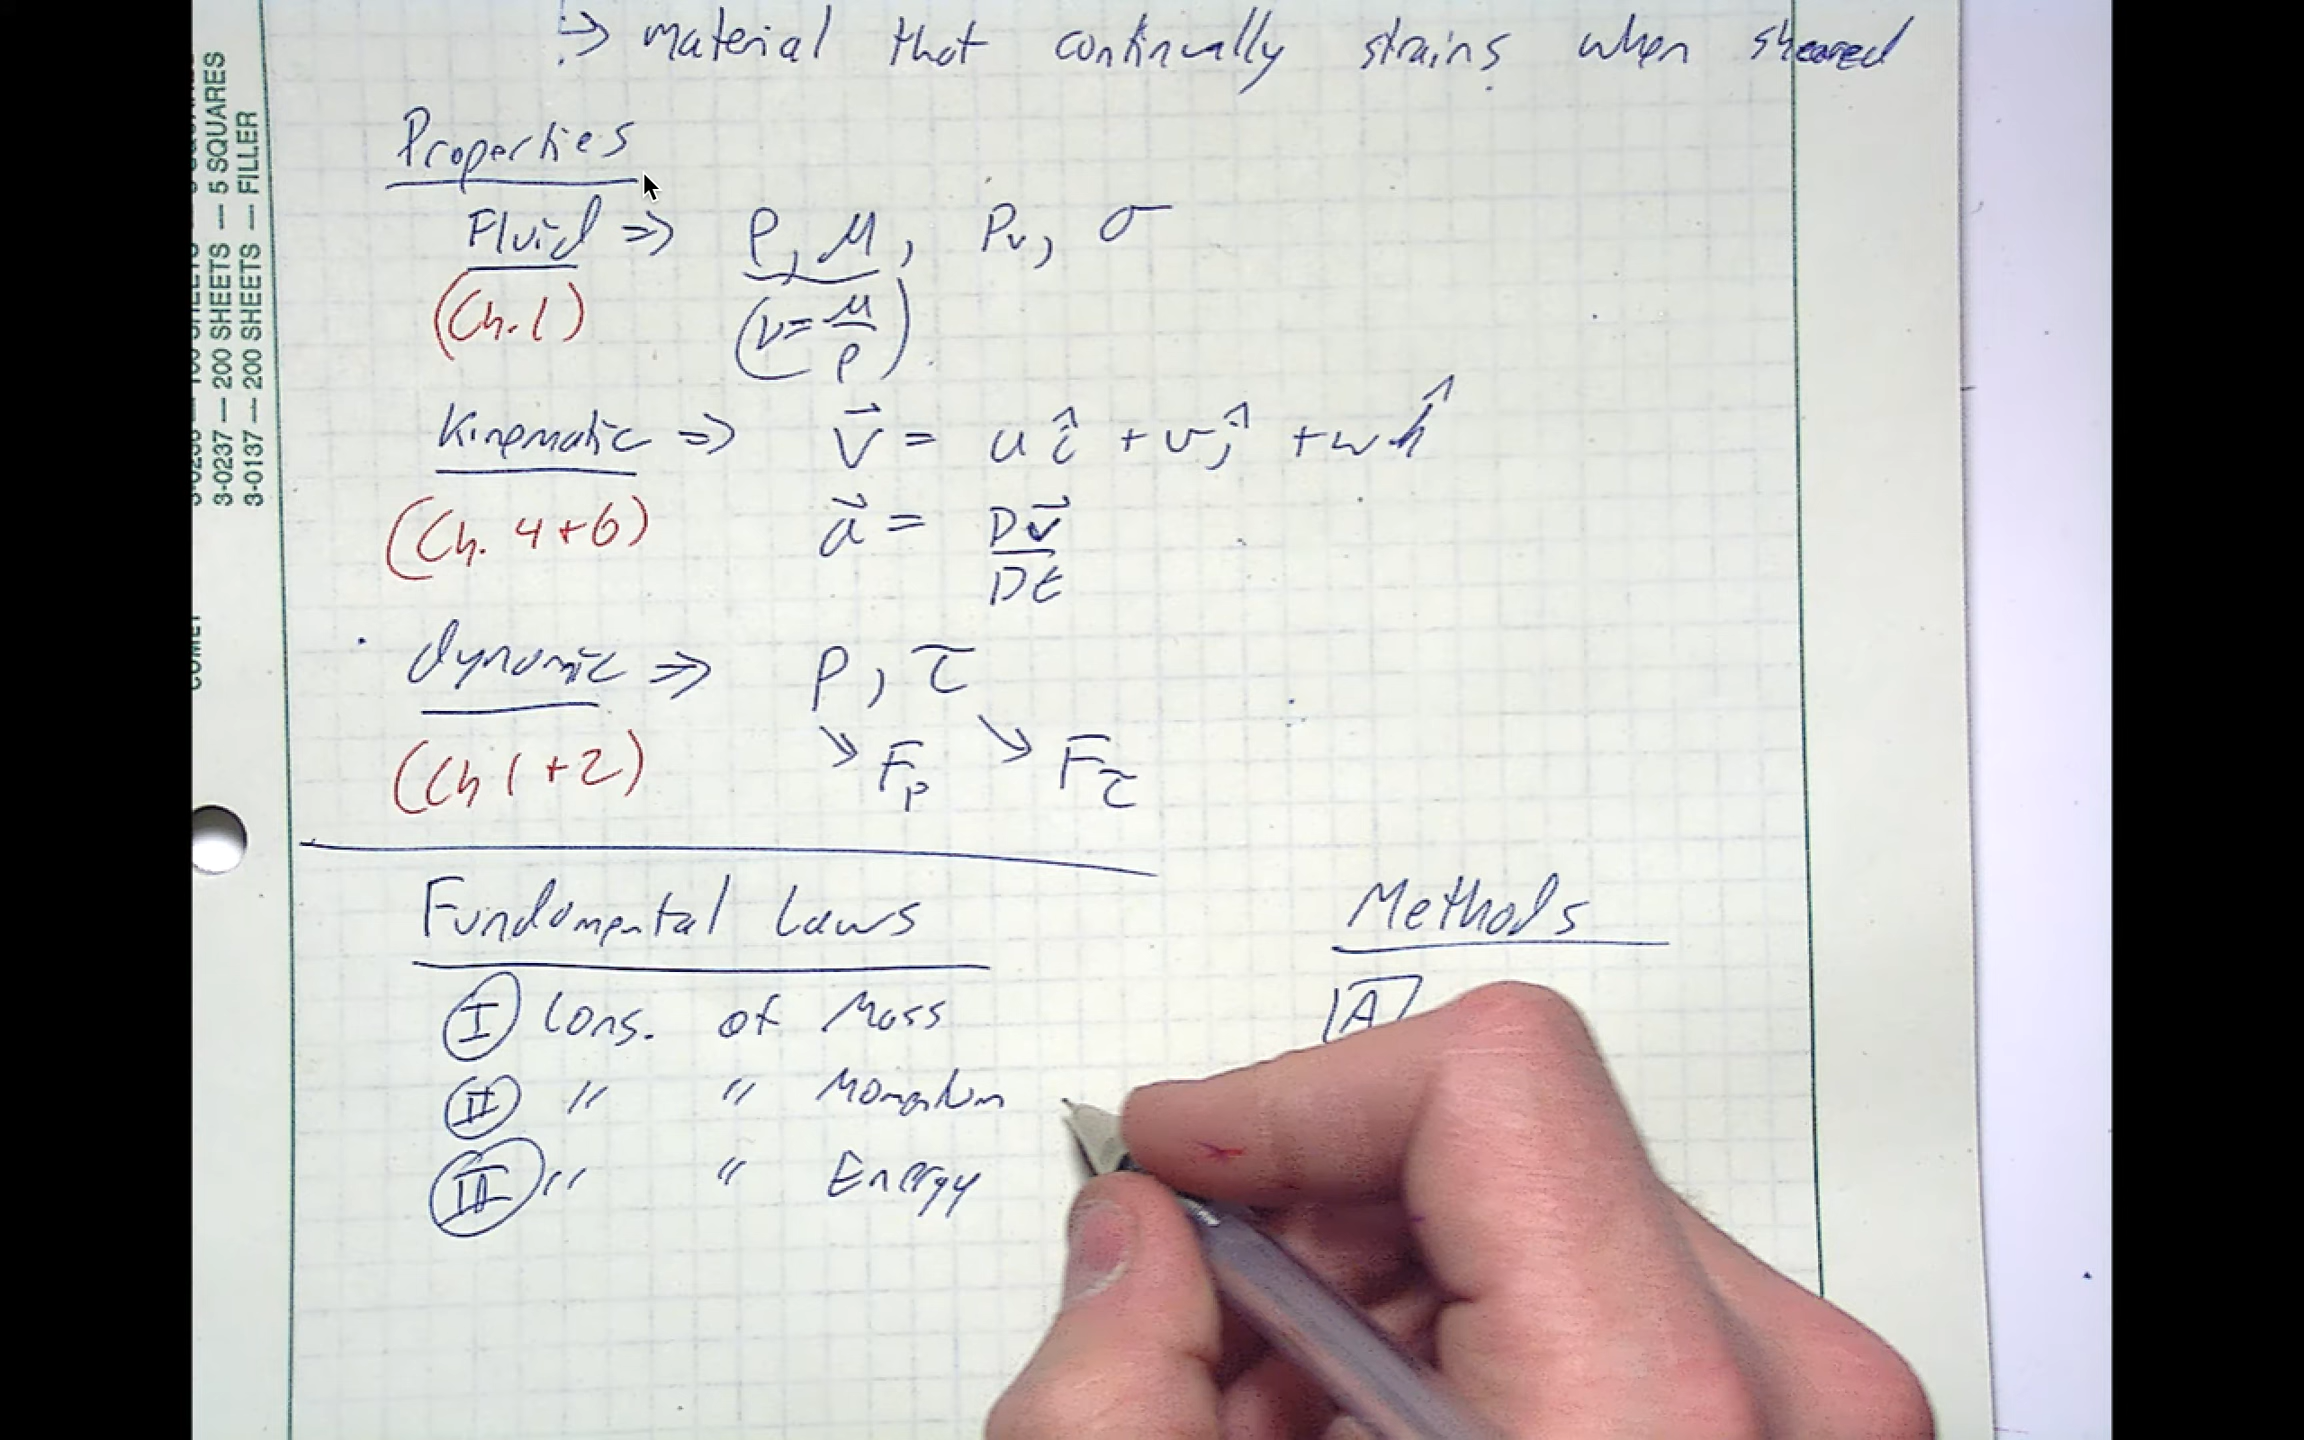 ↳> material that continually strains when sheared
Properties
Fluid => ρ, μ, Pv, σ
(Ch. 1) (ν = μ/ρ)
Kinematic => V⃗ = u î + v ĵ + w k̂
(Ch. 4+6) a⃗ = DV⃗/Dt
dynamic => P, τ
(Ch 1+2) ↘ Fp ↘ Fτ
Fundamental Laws Methods
I Cons. of Mass A
II " " Momentum
III " " Energy
3-0237 — 200 SHEETS — 5 SQUARES
3-0137 — 200 SHEETS — FILLER
COMET